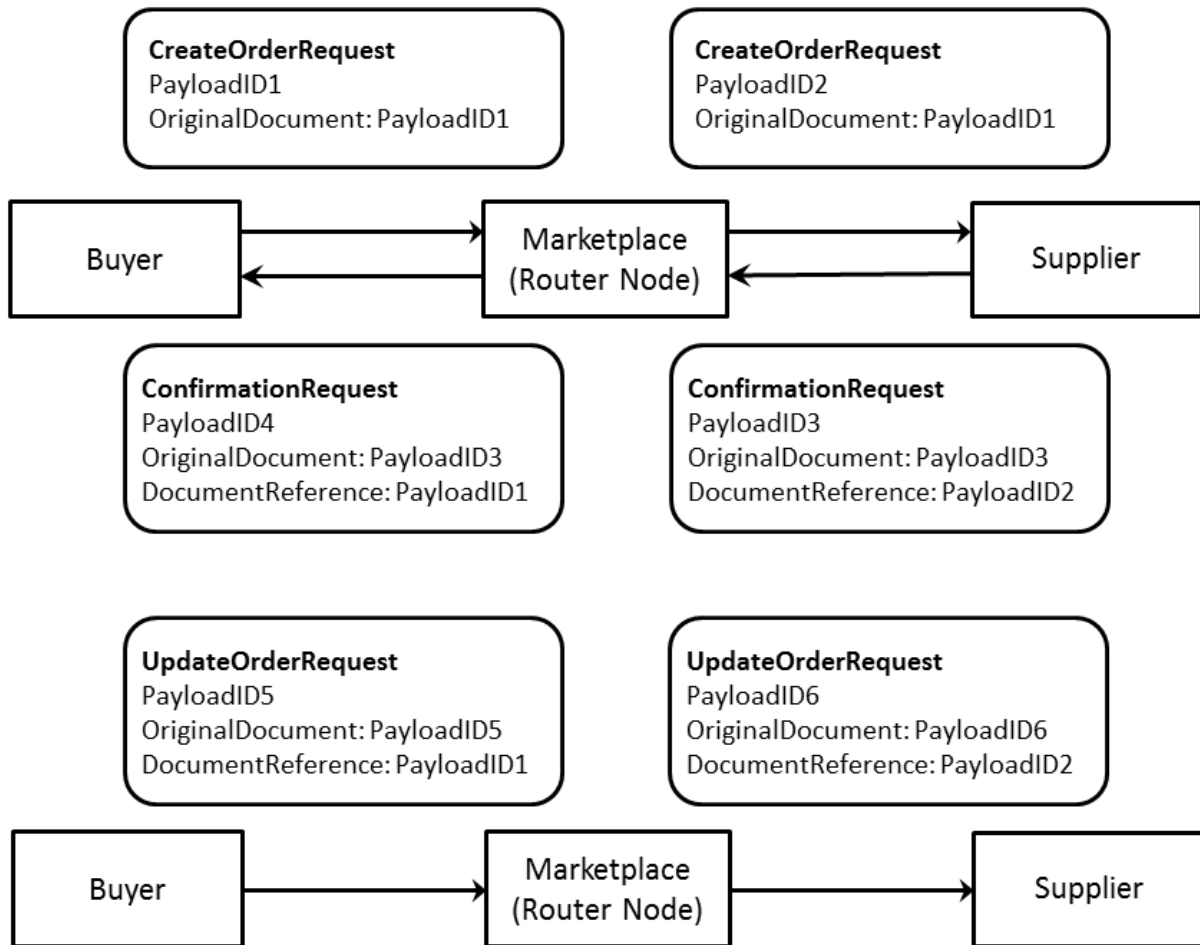 CreateOrderRequest
PayloadID1
OriginalDocument: PayloadID1
CreateOrderRequest
PayloadID2
OriginalDocument: PayloadID1
Buyer
Marketplace
(Router Node)
Supplier
ConfirmationRequest
PayloadID4
OriginalDocument: PayloadID3
DocumentReference: PayloadID1
ConfirmationRequest
PayloadID3
OriginalDocument: PayloadID3
DocumentReference: PayloadID2
UpdateOrderRequest
PayloadID5
OriginalDocument: PayloadID5
DocumentReference: PayloadID1
UpdateOrderRequest
PayloadID6
OriginalDocument: PayloadID6
DocumentReference: PayloadID2
Buyer
Marketplace
(Router Node)
Supplier